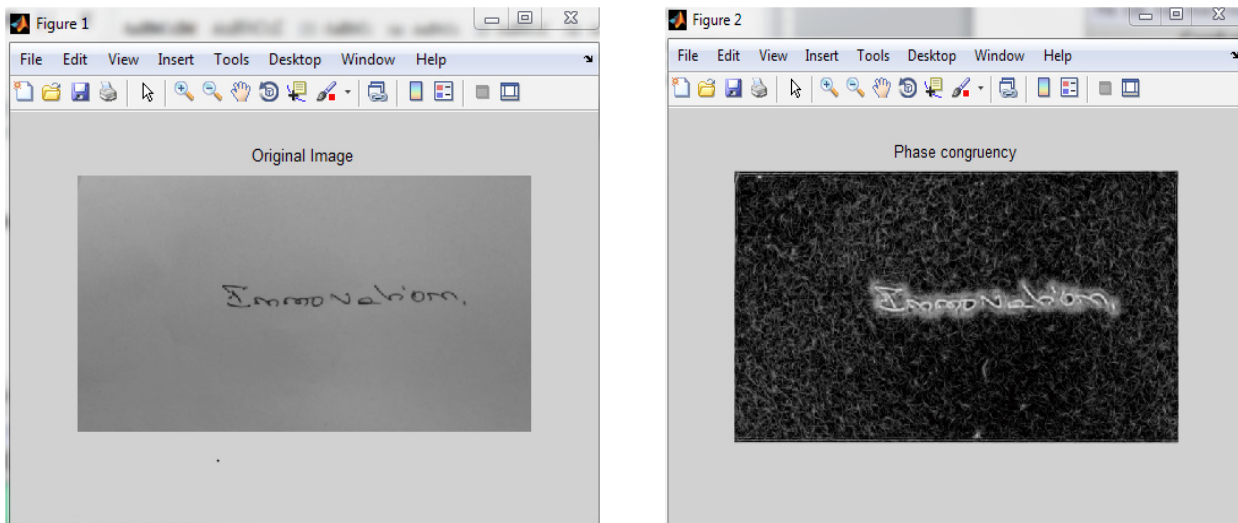 Figure 1
File Edit View Insert Tools Desktop Window Help
Original Image
Innovation.
Figure 2
File Edit View Insert Tools Desktop Window Help
Phase congruency
Innovation.